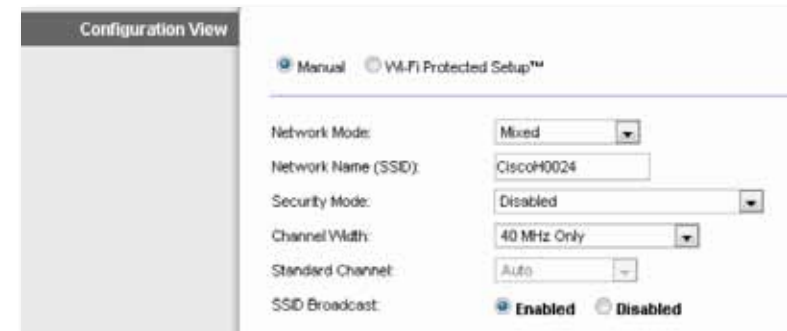 Configuration View
Manual Wi-Fi Protected Setup™
Network Mode: Mixed
Network Name (SSID): CiscoH0024
Security Mode: Disabled
Channel Width: 40 MHz Only
Standard Channel: Auto
SSID Broadcast: Enabled Disabled